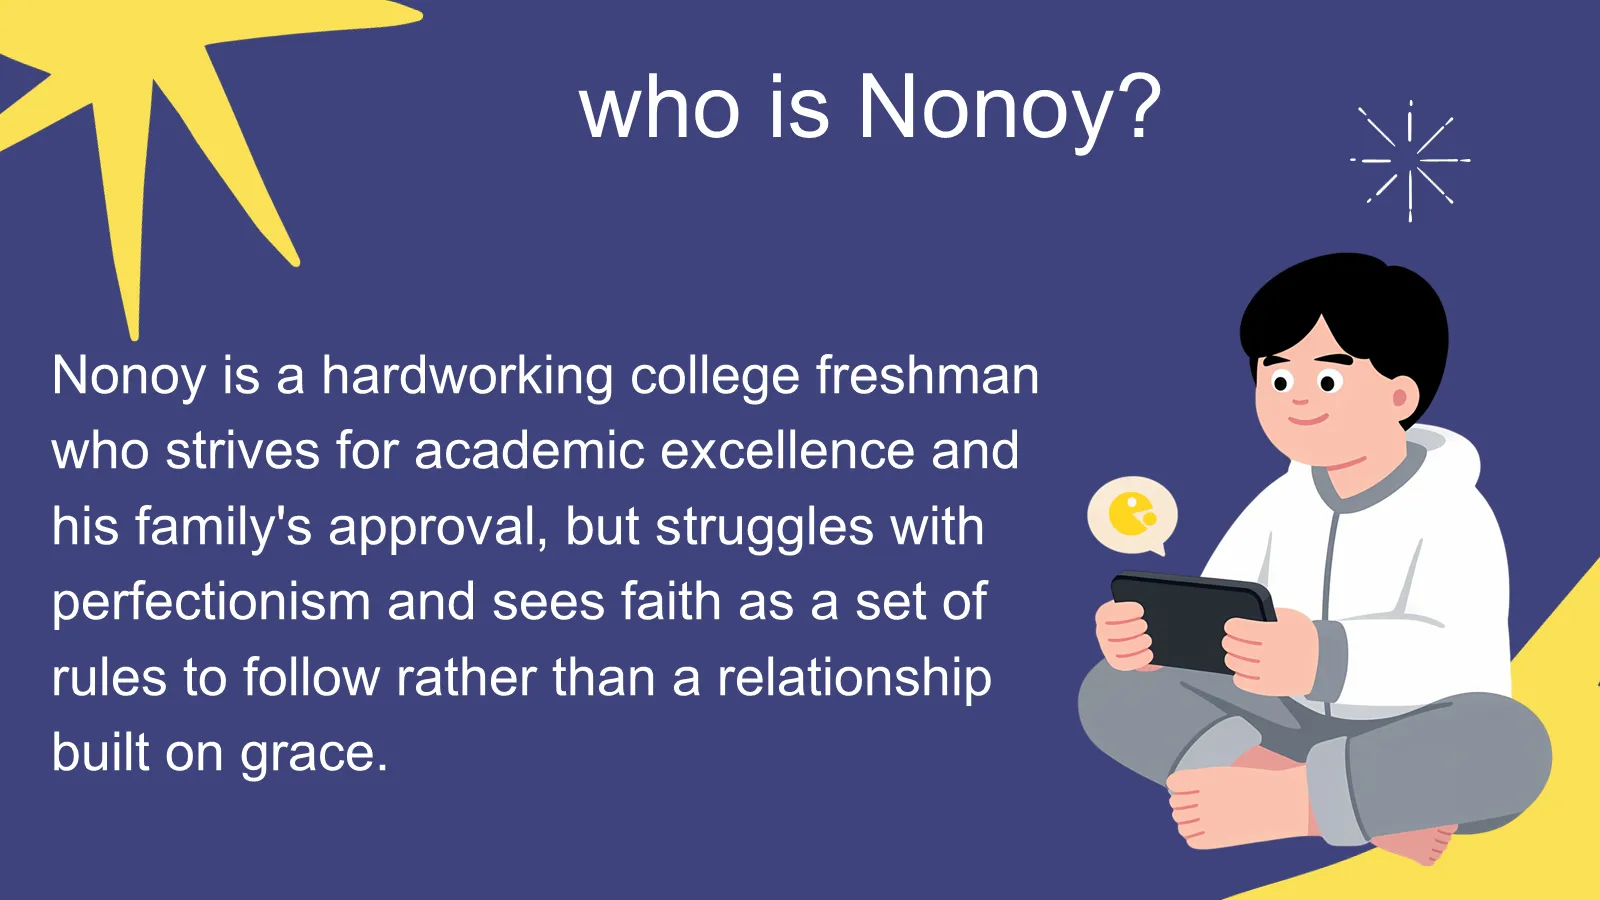 who is Nonoy?
Nonoy is a hardworking college freshman
who strives for academic excellence and
his family's approval, but struggles with
perfectionism and sees faith as a set of
rules to follow rather than a relationship
built on grace.